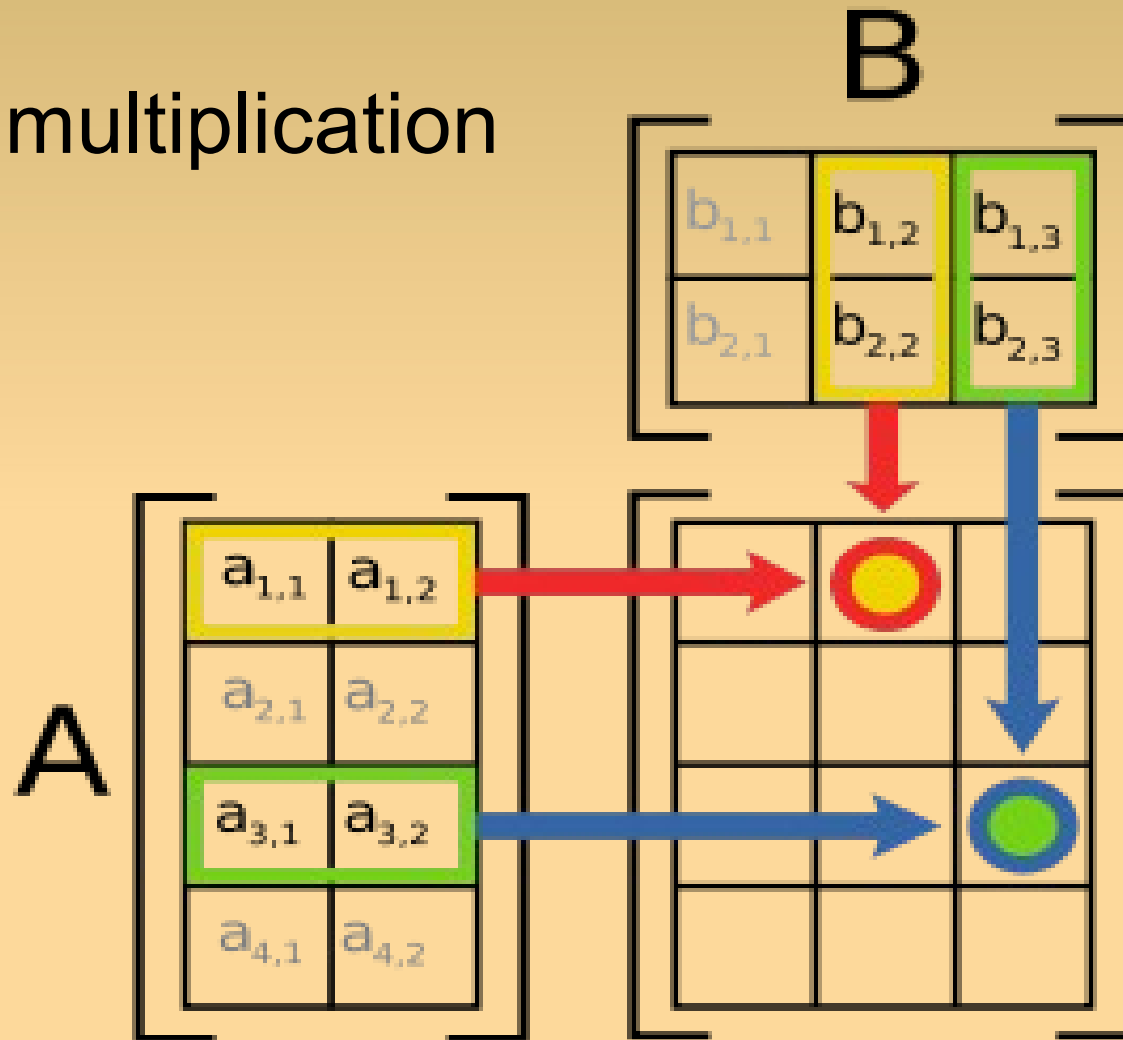 B
multiplication
b1,1 b1,2 b1,3
b2,1 b2,2 b2,3
A
a1,1 a1,2
a2,1 a2,2
a3,1 a3,2
a4,1 a4,2